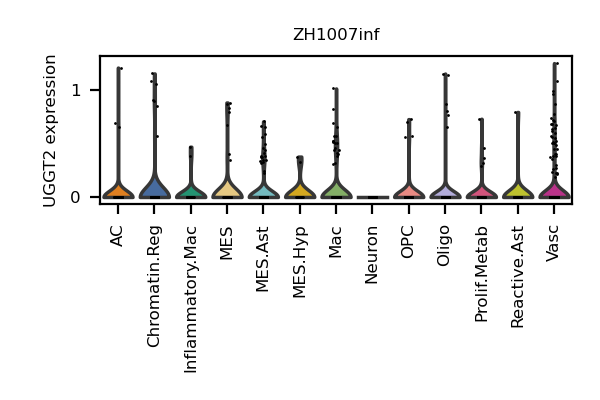 ZH1007inf
UGGT2 expression
1
0
AC
Chromatin.Reg
Inflammatory.Mac
MES
MES.Ast
MES.Hyp
Mac
Neuron
OPC
Oligo
Prolif.Metab
Reactive.Ast
Vasc